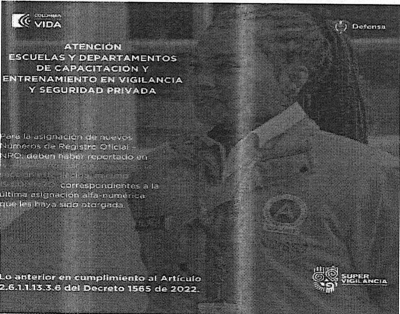 COLOMBIA
VIDA
Defensa
ATENCIÓN
ESCUELAS Y DEPARTAMENTOS
DE CAPACITACIÓN Y
ENTRENAMIENTO EN VIGILANCIA
Y SEGURIDAD PRIVADA
Para la asignación de nuevos
Números de Registro Oficial -
NRO, deben haber reportado en
correspondientes a la
última asignación alfa-numérica
que les haya sido otorgada.
Lo anterior en cumplimiento al Artículo
2.6.1.1.13.3.6 del Decreto 1565 de 2022.
SUPER
VIGILANCIA